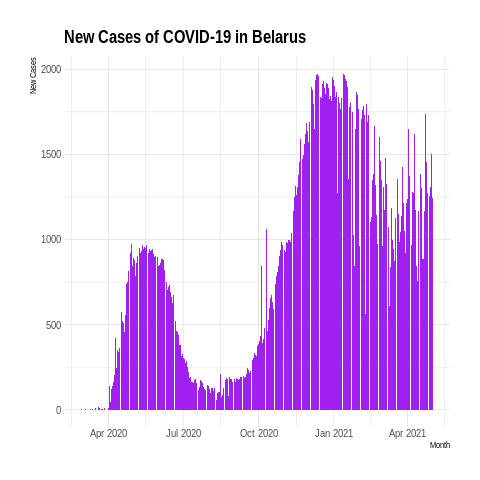 New Cases of COVID-19 in Belarus
New Cases
2000
1500
1000
500
0
Apr 2020 Jul 2020 Oct 2020 Jan 2021 Apr 2021
Month